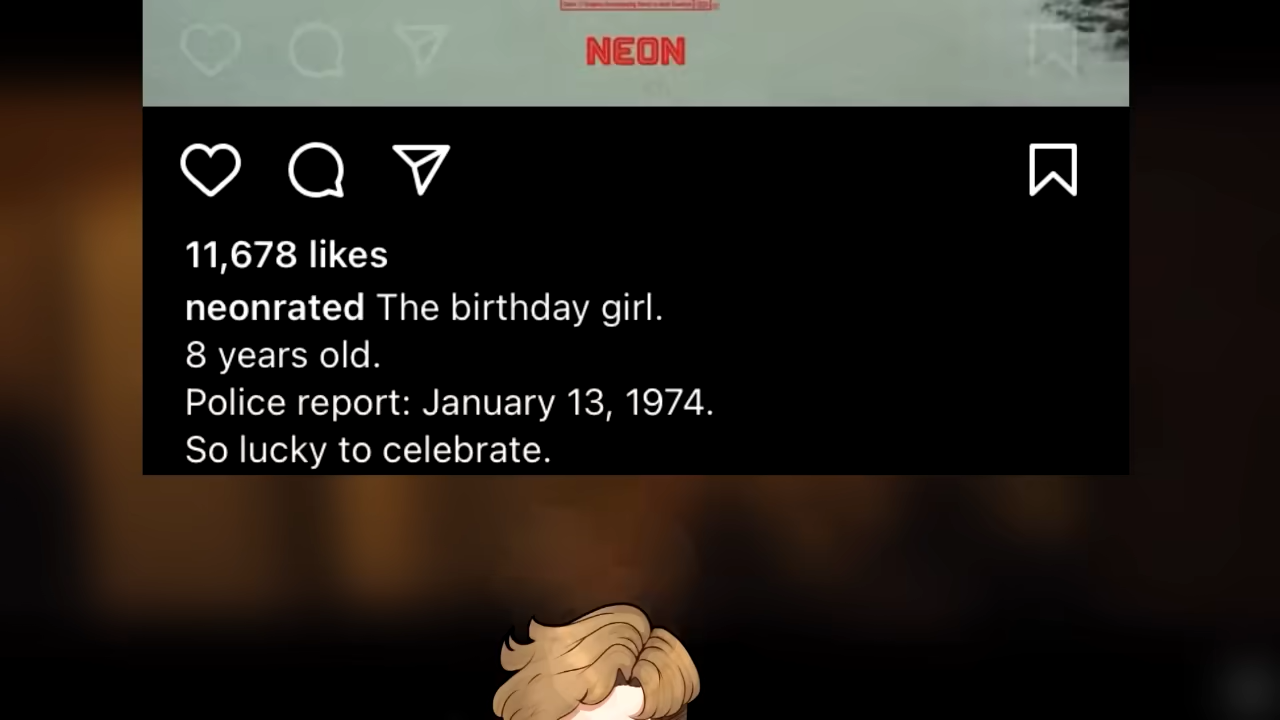 NEON
11,678 likes
neonrated The birthday girl.
8 years old.
Police report: January 13, 1974.
So lucky to celebrate.